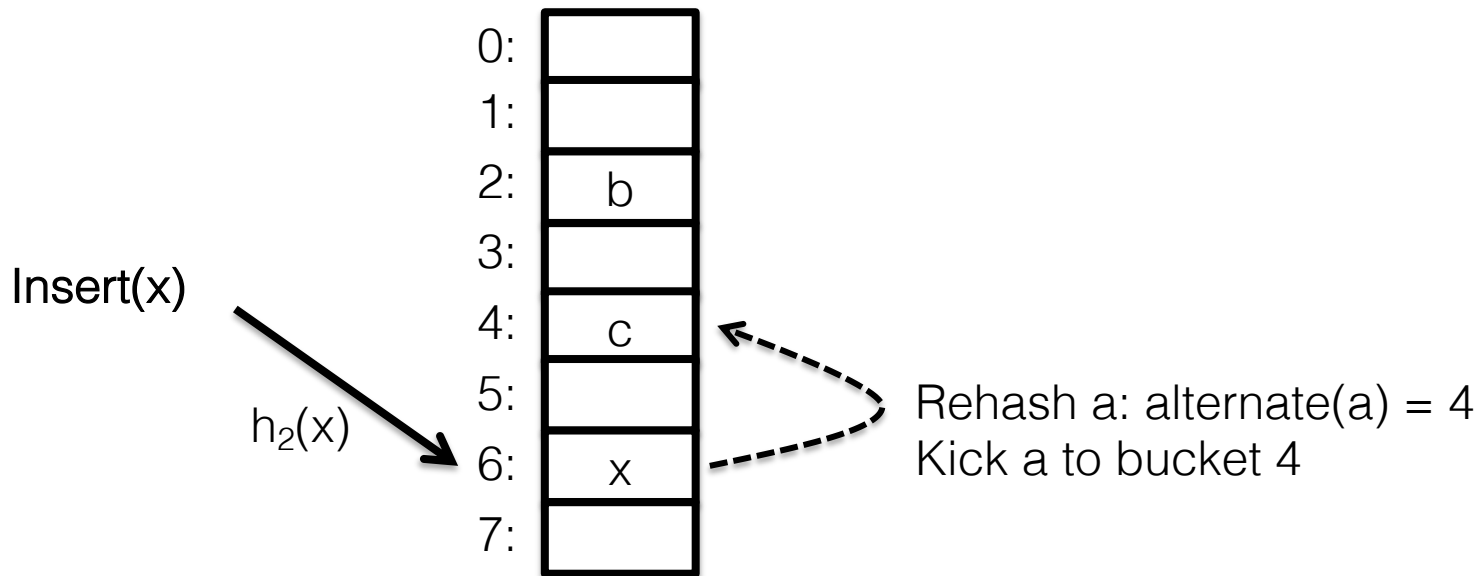 0:
1:
2: b
3:
Insert(x)
4: c
5:
Rehash a: alternate(a) = 4
h₂(x)
Kick a to bucket 4
6: x
7: